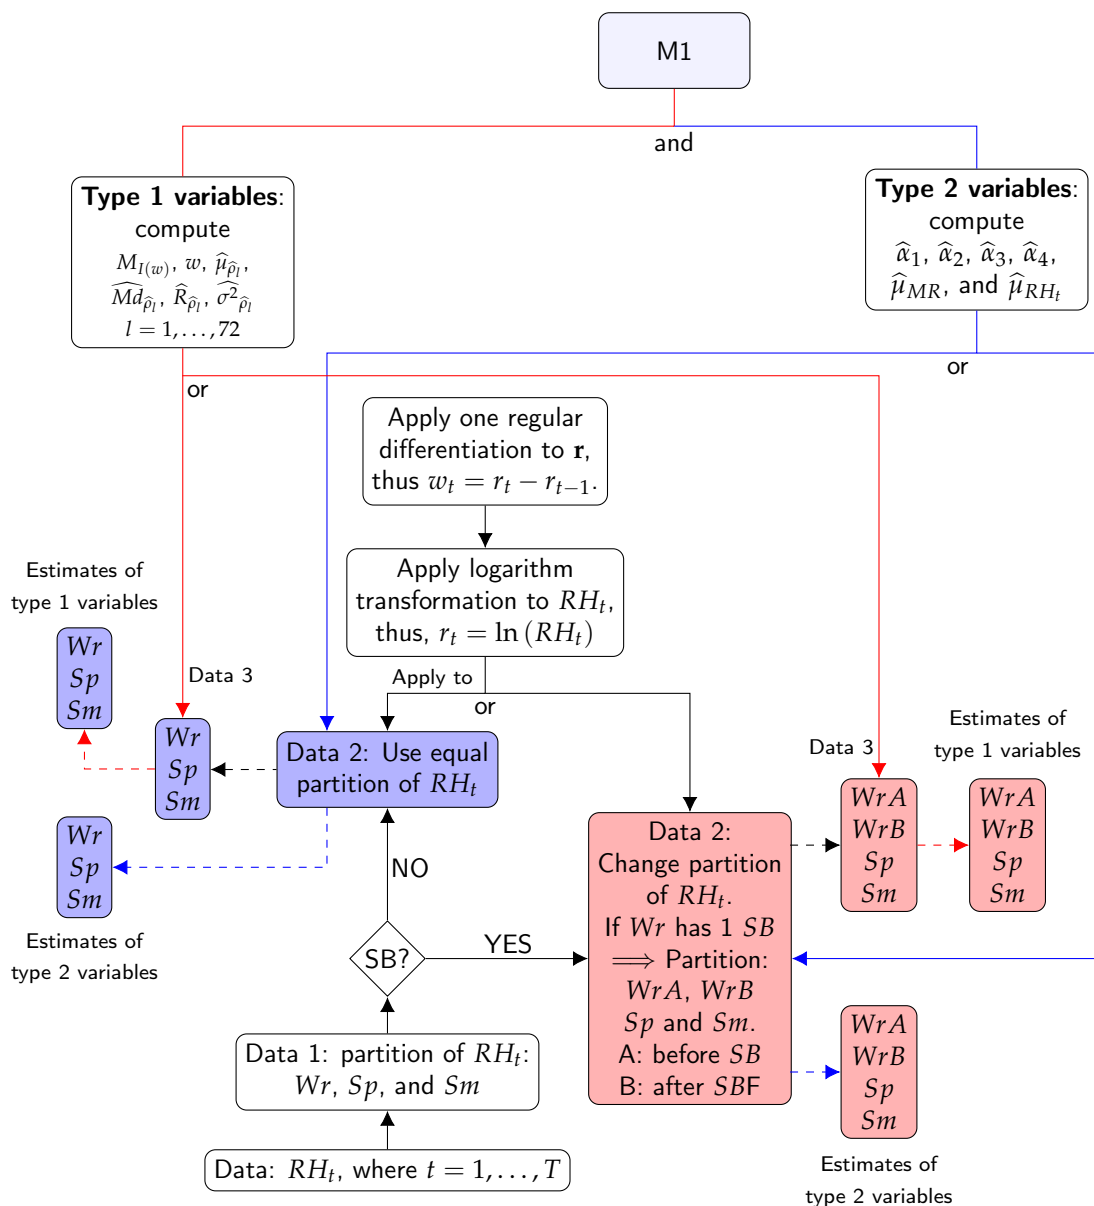 M1
and
Type 1 variables:
compute
$M_{I(w)}$, $w$, $\widehat{\mu}_{\widehat{\rho}_l}$,
$\widehat{Md}_{\widehat{\rho}_l}$, $\widehat{R}_{\widehat{\rho}_l}$, $\widehat{\sigma^2}_{\widehat{\rho}_l}$
$l = 1, \ldots, 72$
Type 2 variables:
compute
$\widehat{\alpha}_1$, $\widehat{\alpha}_2$, $\widehat{\alpha}_3$, $\widehat{\alpha}_4$,
$\widehat{\mu}_{MR}$, and $\widehat{\mu}_{RH_t}$
or
or
Apply one regular
differentiation to $\mathbf{r}$,
thus $w_t = r_t - r_{t-1}$.
Apply logarithm
transformation to $RH_t$,
thus, $r_t = \ln(RH_t)$
Apply to
or
Estimates of
type 1 variables
Wr
Sp
Sm
Data 3
Wr
Sp
Sm
Data 2: Use equal
partition of $RH_t$
Wr
Sp
Sm
Estimates of
type 2 variables
NO
SB?
YES
Data 1: partition of $RH_t$:
Wr, Sp, and Sm
Data: $RH_t$, where $t = 1, \ldots, T$
Data 2:
Change partition
of $RH_t$.
If Wr has 1 SB
⟹ Partition:
WrA, WrB
Sp and Sm.
A: before SB
B: after SBF
Data 3
WrA
WrB
Sp
Sm
Estimates of
type 1 variables
WrA
WrB
Sp
Sm
WrA
WrB
Sp
Sm
Estimates of
type 2 variables